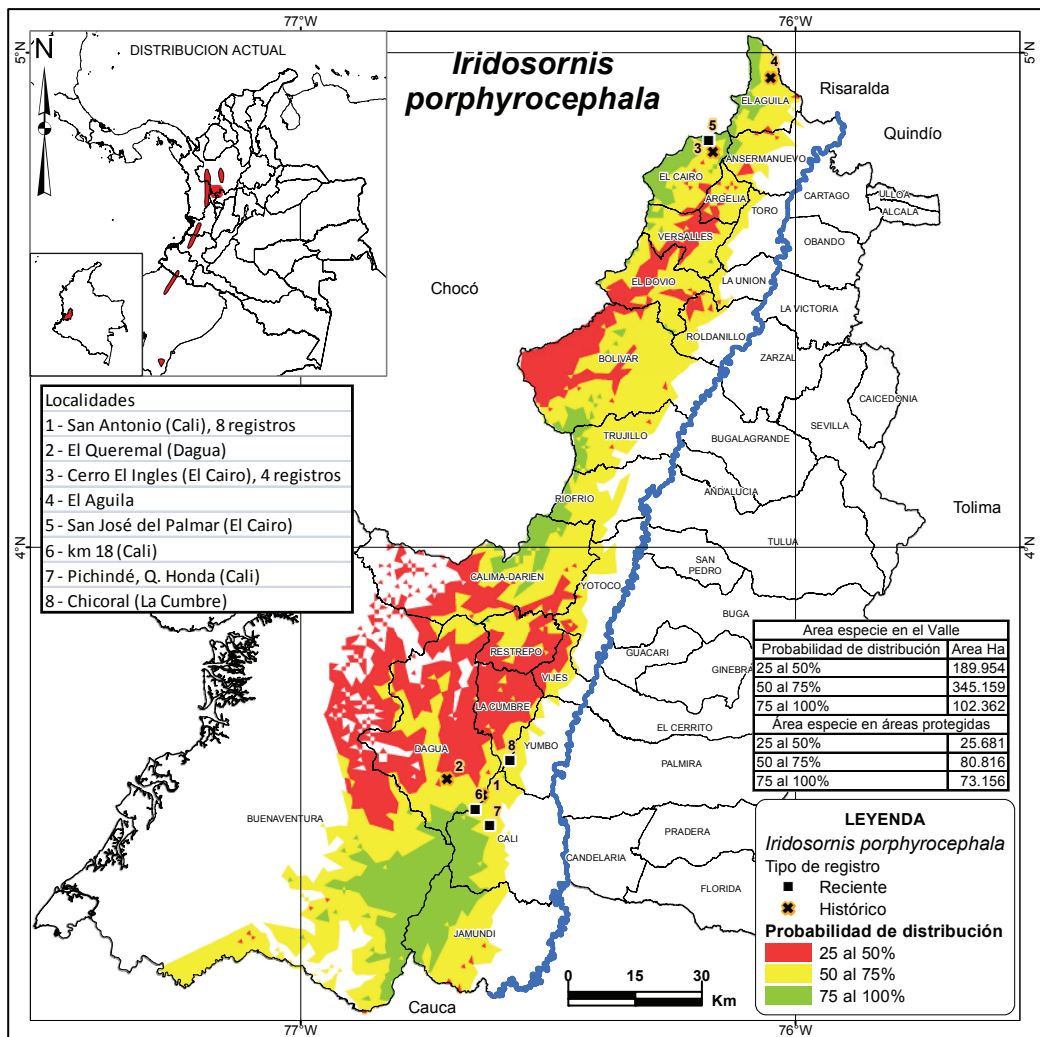 77°W
76°W
5°N
5°N
N
DISTRIBUCION ACTUAL
Iridosornis
porphyrocephala
4
Risaralda
EL AGUILA
5
Quindío
3
ANSERMANUEVO
EL CAIRO
ARGELIA
CARTAGO
ULLOA
TORO
ALCALA
VERSALLES
OBANDO
Chocó
EL DOVIO
LA UNION
LA VICTORIA
ROLDANILLO
BOLIVAR
ZARZAL
CAICEDONIA
Localidades
1 - San Antonio (Cali), 8 registros
2 - El Queremal (Dagua)
3 - Cerro El Ingles (El Cairo), 4 registros
4 - El Aguila
5 - San José del Palmar (El Cairo)
6 - km 18 (Cali)
7 - Pichindé, Q. Honda (Cali)
8 - Chicoral (La Cumbre)
SEVILLA
TRUJILLO
BUGALAGRANDE
RIOFRIO
ANDALUCIA
Tolima
4°N
4°N
TULUA
CALIMA-DARIEN
SAN
PEDRO
YOTOCO
BUGA
RESTREPO
GUACARI
GINEBRA
VIJES
LA CUMBRE
EL CERRITO
DAGUA
8
YUMBO
PALMIRA
2
6
1
7
BUENAVENTURA
CALI
PRADERA
CANDELARIA
FLORIDA
JAMUNDI
Cauca
Area especie en el Valle
Probabilidad de distribución Area Ha
25 al 50% 189.954
50 al 75% 345.159
75 al 100% 102.362
Área especie en áreas protegidas
25 al 50% 25.681
50 al 75% 80.816
75 al 100% 73.156
LEYENDA
Iridosornis porphyrocephala
Tipo de registro
Reciente
Histórico
Probabilidad de distribución
25 al 50%
50 al 75%
75 al 100%
0 15 30
Km
77°W
76°W